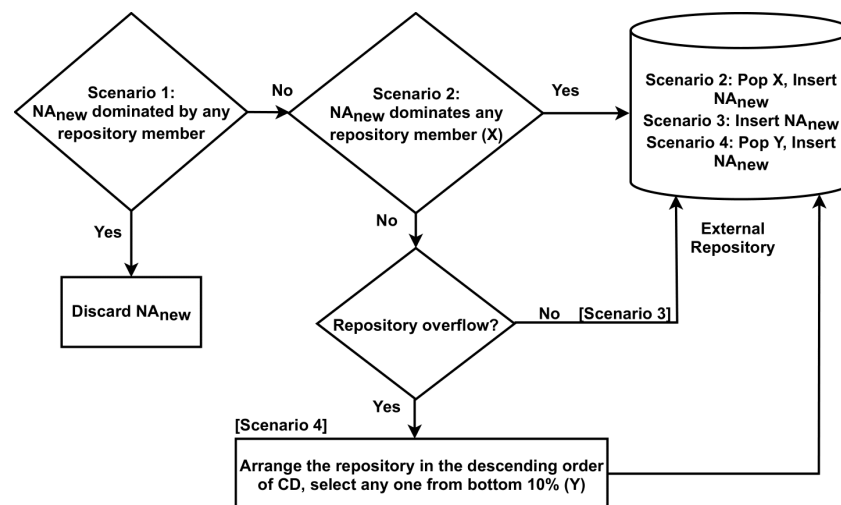 Scenario 1:
NAnew dominated by any
repository member
No
Scenario 2:
NAnew dominates any
repository member (X)
Yes
Scenario 2: Pop X, Insert
NAnew
Scenario 3: Insert NAnew
Scenario 4: Pop Y, Insert
NAnew
Yes
No
External
Repository
Discard NAnew
Repository overflow?
No [Scenario 3]
Yes
[Scenario 4]
Arrange the repository in the descending order
of CD, select any one from bottom 10% (Y)